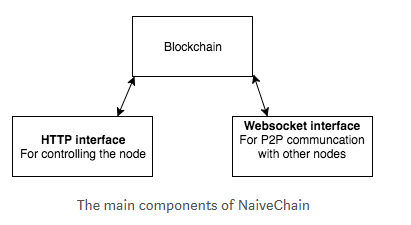 Blockchain
HTTP interface
For controlling the node
Websocket interface
For P2P communcation
with other nodes
The main components of NaiveChain